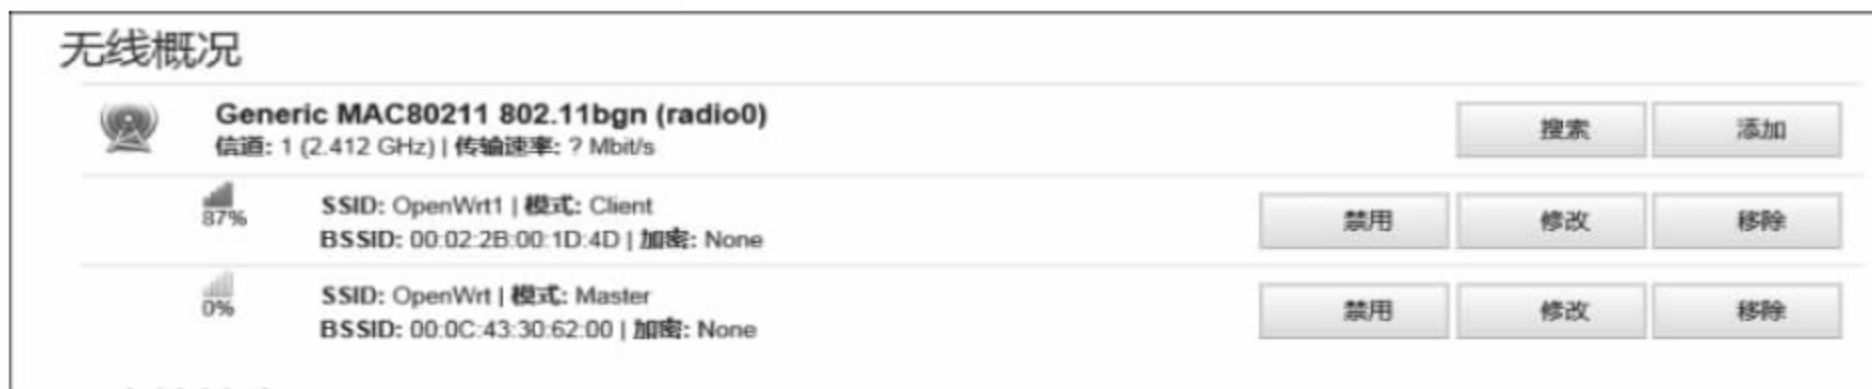 无线概况
Generic MAC80211 802.11bgn (radio0)
信道: 1 (2.412 GHz) | 传输速率: ? Mbit/s
搜索
添加
87%
SSID: OpenWrt1 | 模式: Client
BSSID: 00:02:2B:00:1D:4D | 加密: None
禁用
修改
移除
0%
SSID: OpenWrt | 模式: Master
BSSID: 00:0C:43:30:62:00 | 加密: None
禁用
修改
移除